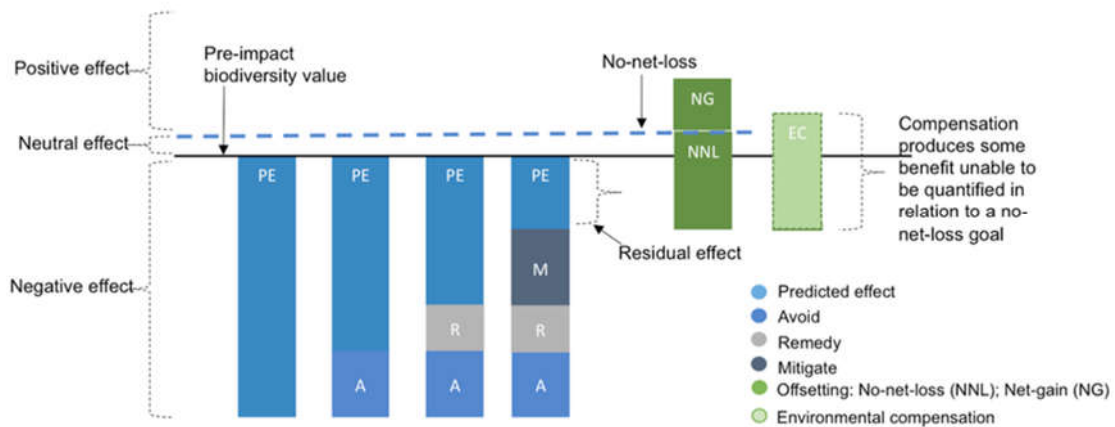 Positive effect
Neutral effect
Negative effect
Pre-impact
biodiversity value
No-net-loss
PE
PE
PE
PE
A
R
A
M
R
A
NG
NNL
EC
Residual effect
Compensation
produces some
benefit unable to
be quantified in
relation to a no-
net-loss goal
Predicted effect
Avoid
Remedy
Mitigate
Offsetting: No-net-loss (NNL); Net-gain (NG)
Environmental compensation